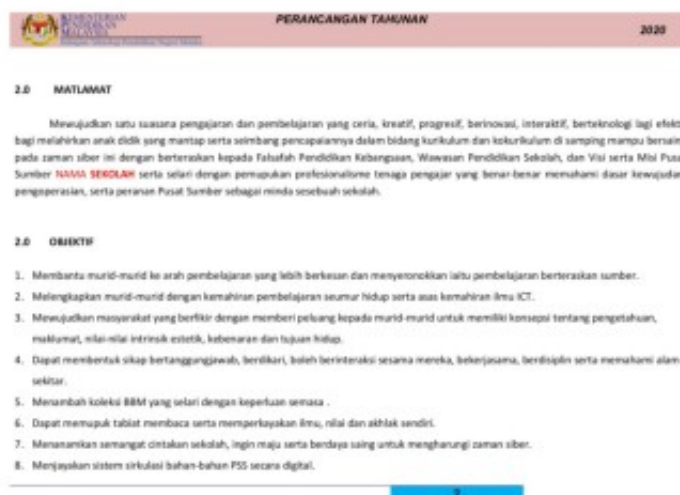 KEMENTERIAN
PENDIDIKAN
MALAYSIA
PERANCANGAN TAHUNAN
2020
2.0 MATLAMAT
Mewujudkan satu suasana pengajaran dan pembelajaran yang ceria, kreatif, progresif, berinovasi, interaktif, berteknologi lagi efekt
bagi melahirkan anak didik yang mantap serta seimbang pencapaiannya dalam bidang kurikulum dan kokurikulum di samping mampu bersain
pada zaman siber ini dengan berteraskan kepada Falsafah Pendidikan Kebangsaan, Wawasan Pendidikan Sekolah, dan Visi serta Misi Pusa
Sumber NAMA SEKOLAH serta selari dengan pemupukan profesionalisme tenaga pengajar yang benar-benar memahami dasar kewujudan
pengoperasian, serta peranan Pusat Sumber sebagai minda sesebuah sekolah.
2.0 OBJEKTIF
1. Membantu murid-murid ke arah pembelajaran yang lebih berkesan dan menyeronokkan iaitu pembelajaran berteraskan sumber.
2. Melengkapkan murid-murid dengan kemahiran pembelajaran seumur hidup serta asas kemahiran ilmu ICT.
3. Mewujudkan masyarakat yang berfikir dengan memberi peluang kepada murid-murid untuk memiliki konsepsi tentang pengetahuan,
maklumat, nilai-nilai intrinsik estetik, kebenaran dan tujuan hidup.
4. Dapat membentuk sikap bertanggungjawab, berdikari, boleh berinteraksi sesama mereka, bekerjasama, berdisiplin serta memahami alam
sekitar.
5. Menambah koleksi BBM yang selari dengan keperluan semasa .
6. Dapat memupuk tabiat membaca serta memperkayakan ilmu, nilai dan akhlak sendiri.
7. Menanamkan semangat cintakan sekolah, ingin maju serta berdaya saing untuk mengharungi zaman siber.
8. Menjayakan sistem sirkulasi bahan-bahan PSS secara digital.